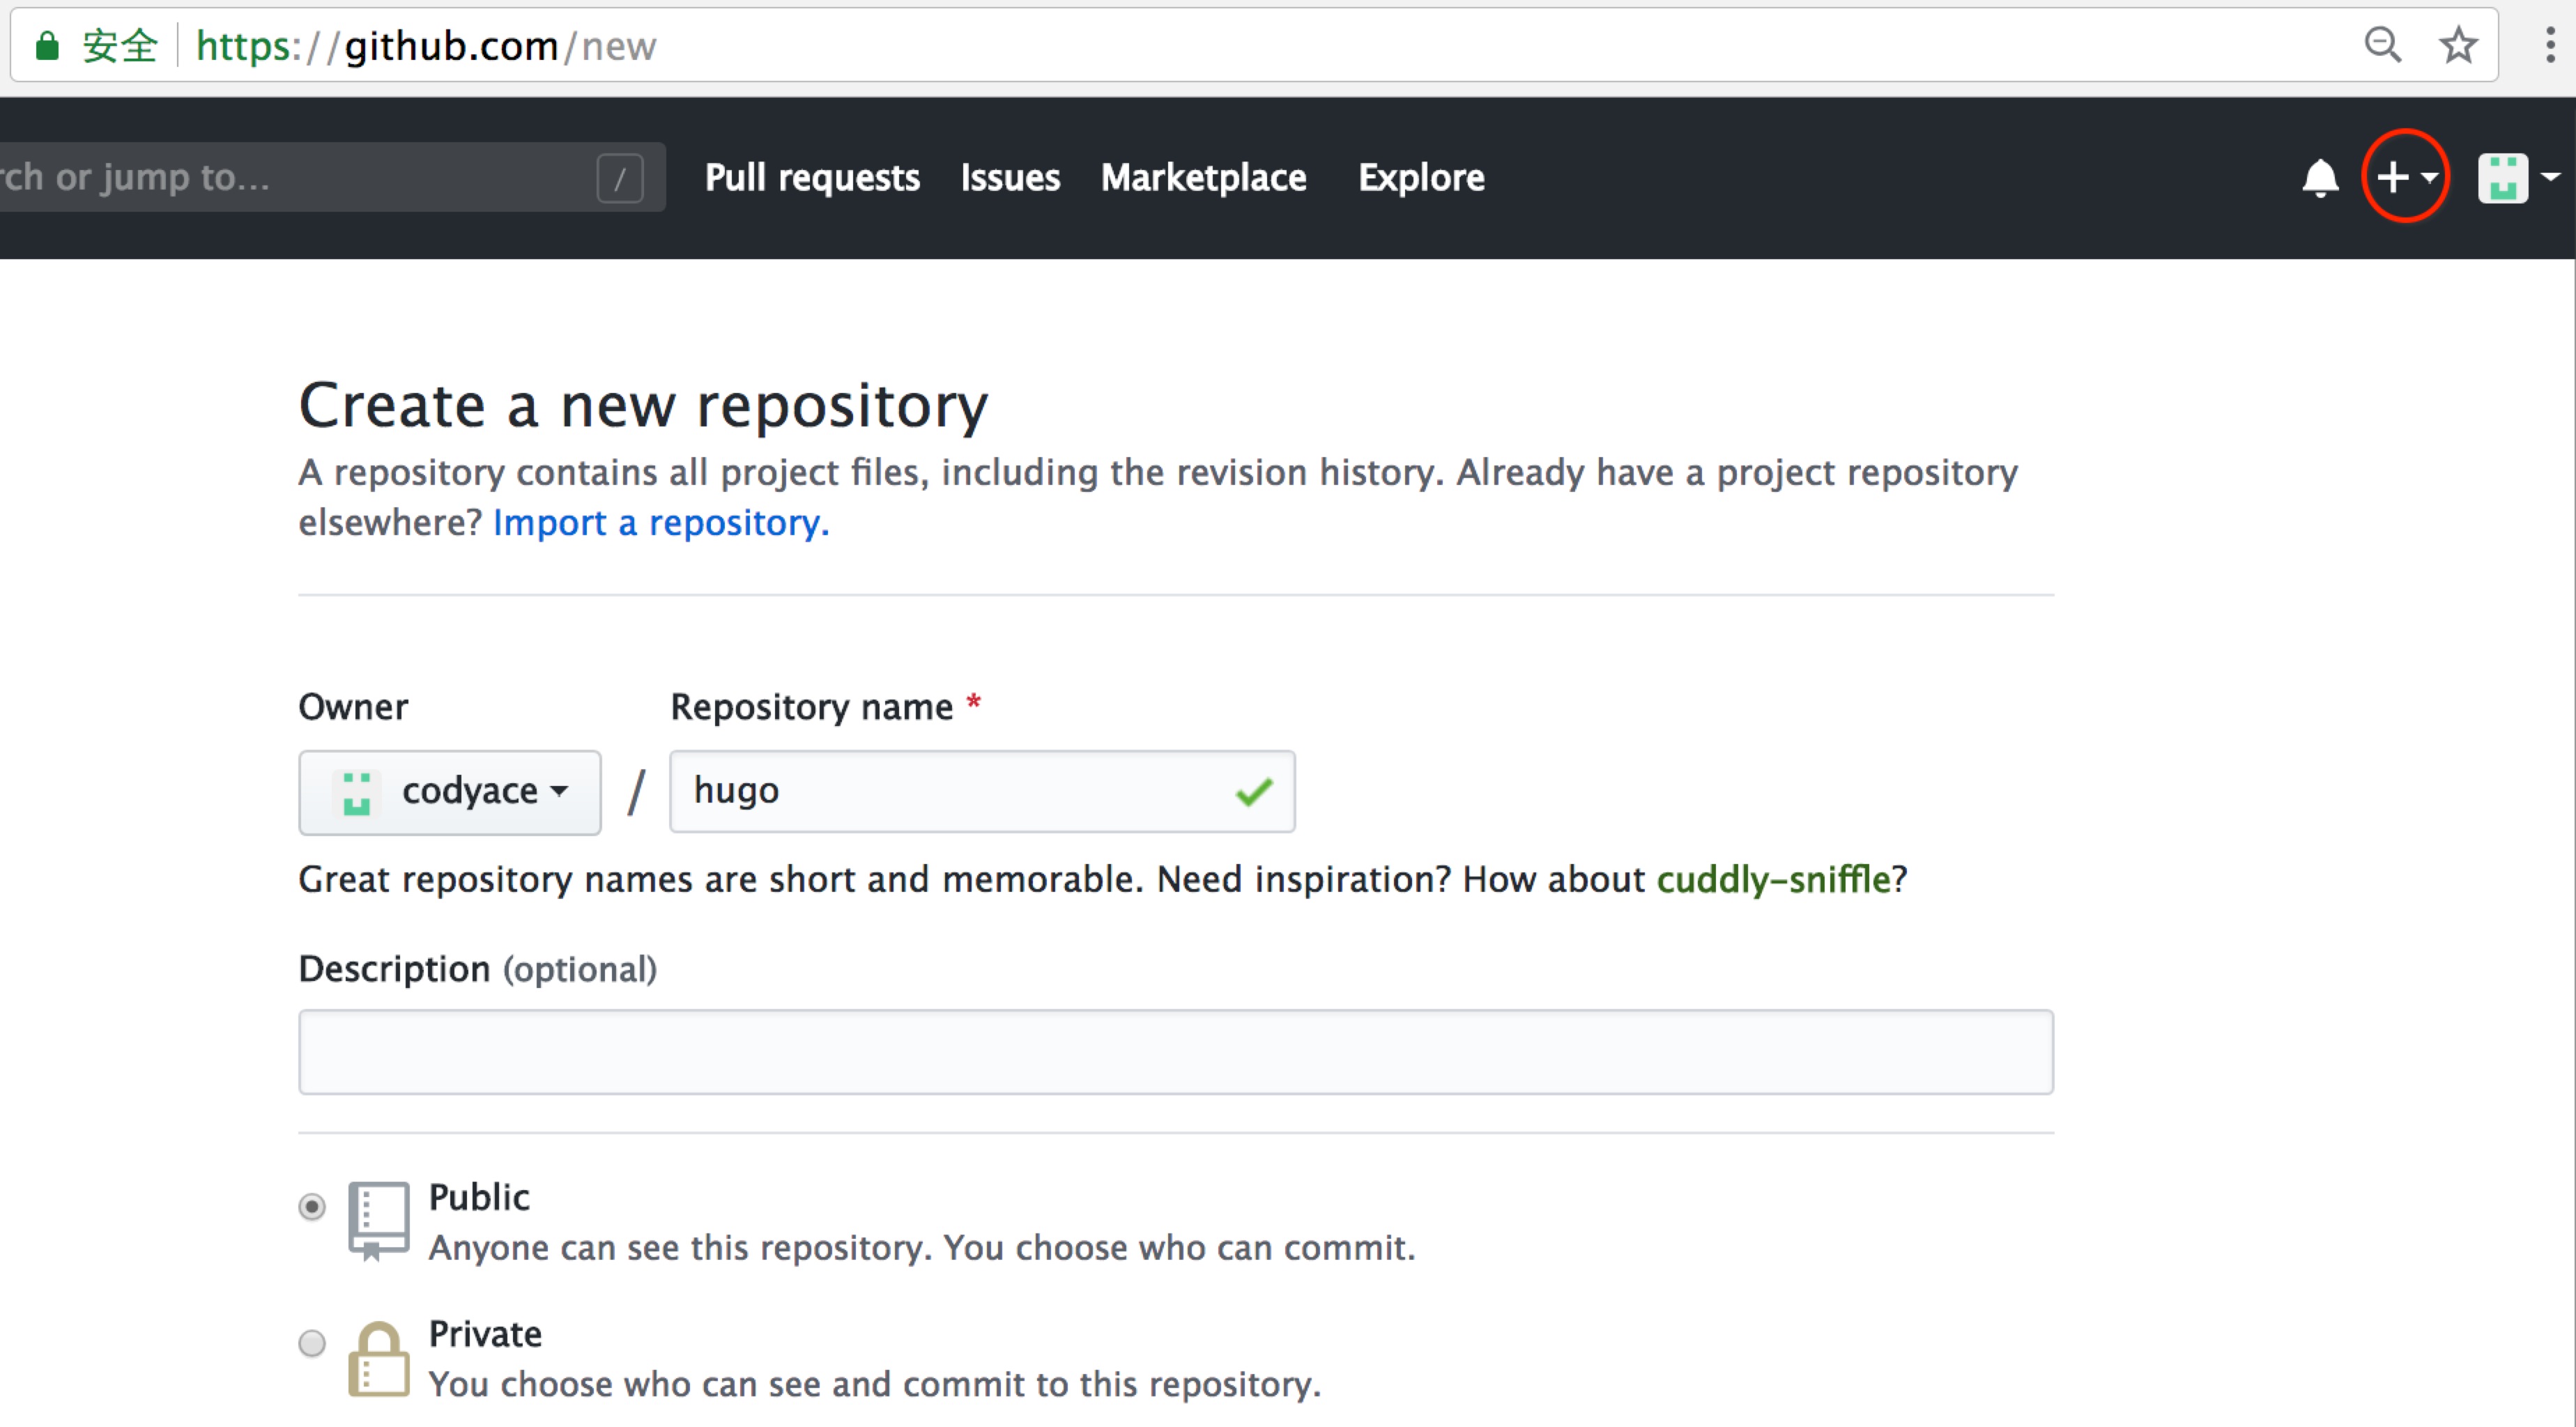 安全 https://github.com/new
rch or jump to... /
Pull requests Issues Marketplace Explore
Create a new repository
A repository contains all project files, including the revision history. Already have a project repository
elsewhere? Import a repository.
Owner Repository name *
codyace / hugo
Great repository names are short and memorable. Need inspiration? How about cuddly-sniffle?
Description (optional)
Public
Anyone can see this repository. You choose who can commit.
Private
You choose who can see and commit to this repository.